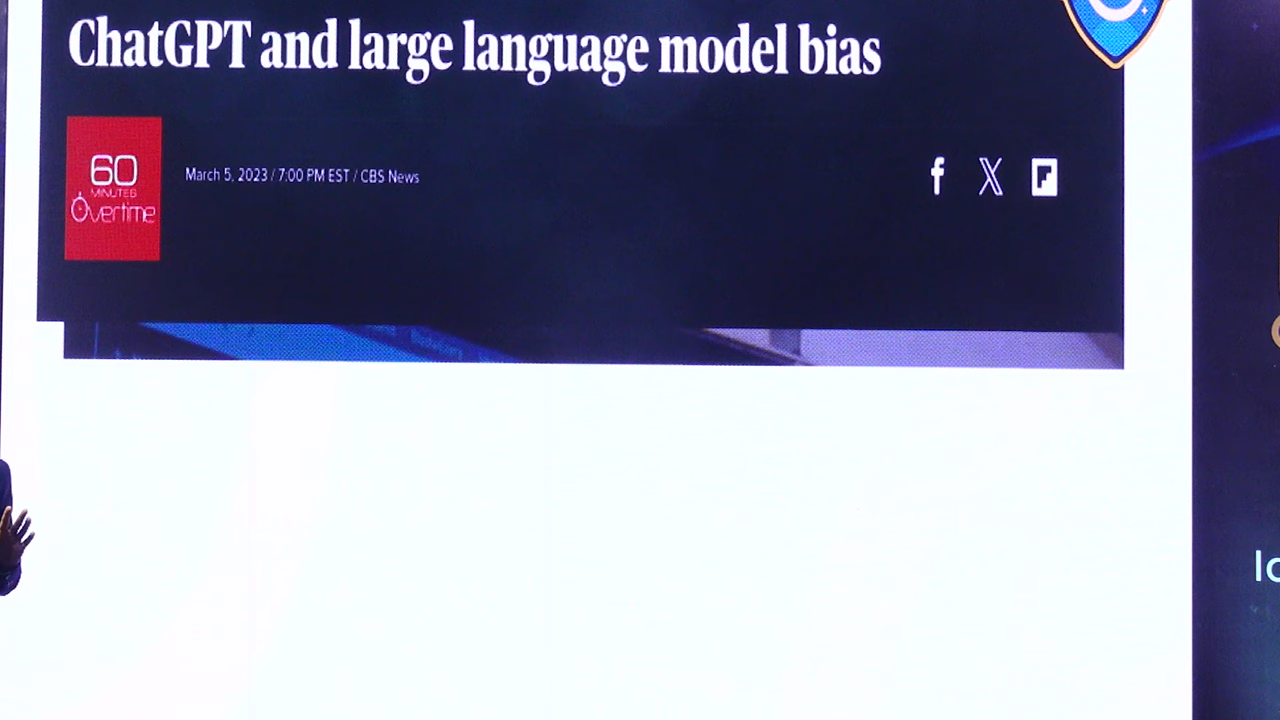 ChatGPT and large language model bias
60
MINUTES
Overtime
March 5, 2023 / 7:00 PM EST / CBS News